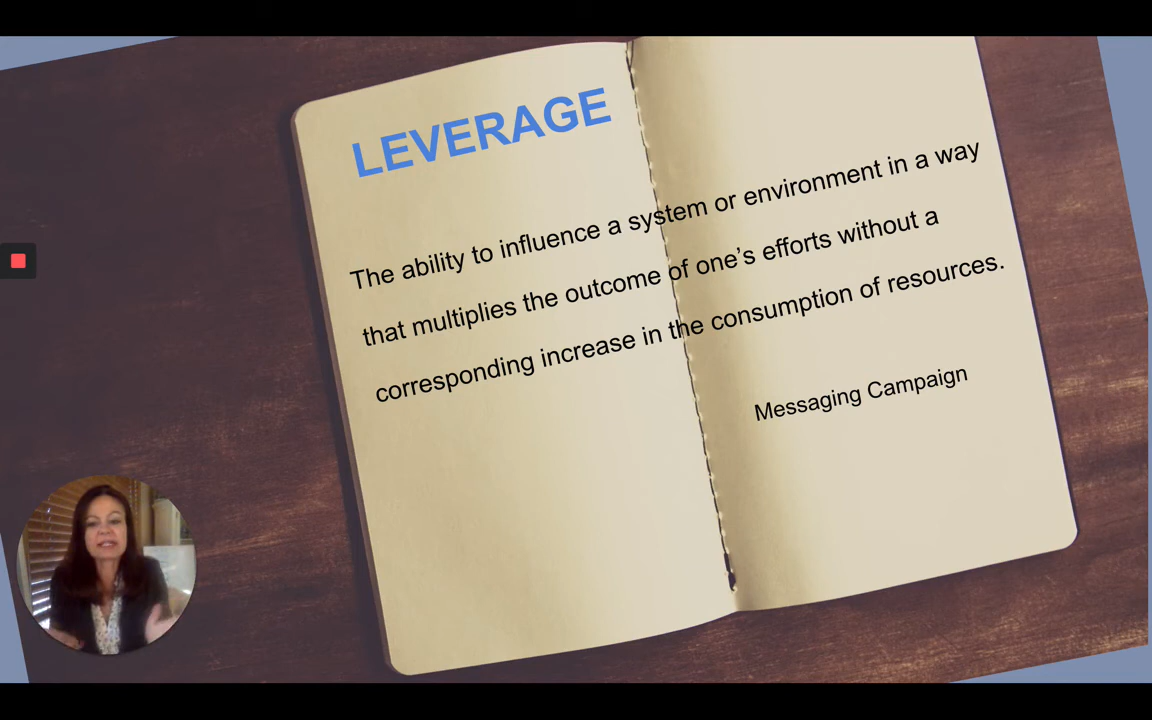 LEVERAGE
The ability to influence a system or environment in a way
that multiplies the outcome of one’s efforts without a
corresponding increase in the consumption of resources.
Messaging Campaign